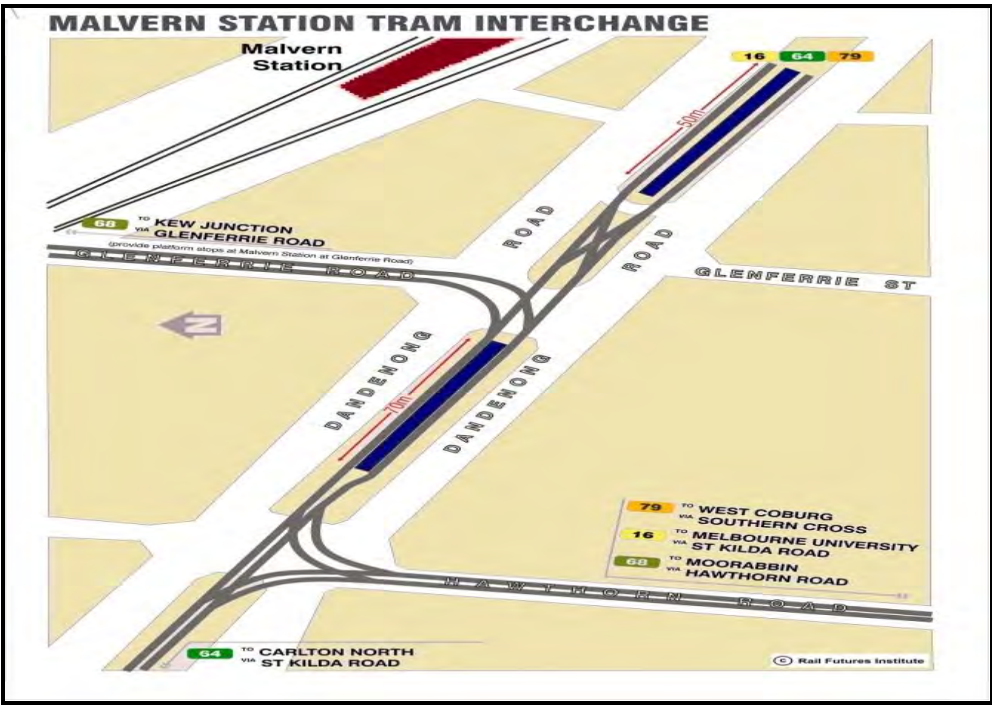 MALVERN STATION TRAM INTERCHANGE
Malvern
Station
16 64 79
50m
68 TO KEW JUNCTION
VIA GLENFERRIE ROAD
(provide platform stops at Malvern Station at Glenferrie Road)
GLENFERRIE ROAD
ROAD
ROAD
GLENFERRIE ST
N
DANDENONG
DANDENONG
70m
79 TO WEST COBURG
VIA SOUTHERN CROSS
16 TO MELBOURNE UNIVERSITY
VIA ST KILDA ROAD
68 TO MOORABBIN
VIA HAWTHORN ROAD
HAWTHORN ROAD
64 TO CARLTON NORTH
VIA ST KILDA ROAD
© Rail Futures Institute